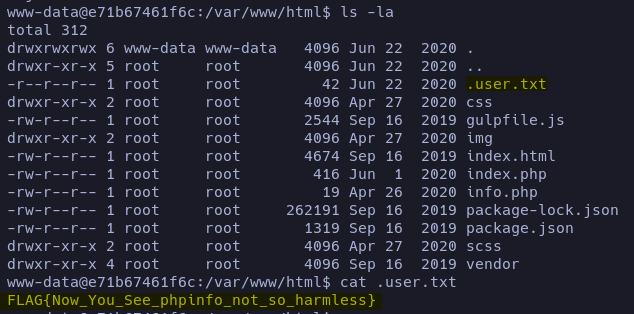 www-data@e71b67461f6c:/var/www/html$ ls -la
total 312
drwxrwxrwx 6 www-data www-data   4096 Jun 22  2020 .
drwxr-xr-x 5 root     root       4096 Jun 22  2020 ..
-r--r--r-- 1 root     root         42 Jun 22  2020 .user.txt
drwxr-xr-x 2 root     root       4096 Apr 27  2020 css
-rw-r--r-- 1 root     root       2544 Sep 16  2019 gulpfile.js
drwxr-xr-x 2 root     root       4096 Apr 27  2020 img
-rw-r--r-- 1 root     root       4674 Sep 16  2019 index.html
-rw-r--r-- 1 root     root        416 Jun  1  2020 index.php
-rw-r--r-- 1 root     root         19 Apr 26  2020 info.php
-rw-r--r-- 1 root     root     262191 Sep 16  2019 package-lock.json
-rw-r--r-- 1 root     root       1319 Sep 16  2019 package.json
drwxr-xr-x 2 root     root       4096 Apr 27  2020 scss
drwxr-xr-x 4 root     root       4096 Sep 16  2019 vendor
www-data@e71b67461f6c:/var/www/html$ cat .user.txt
FLAG{Now_You_See_phpinfo_not_so_harmless}